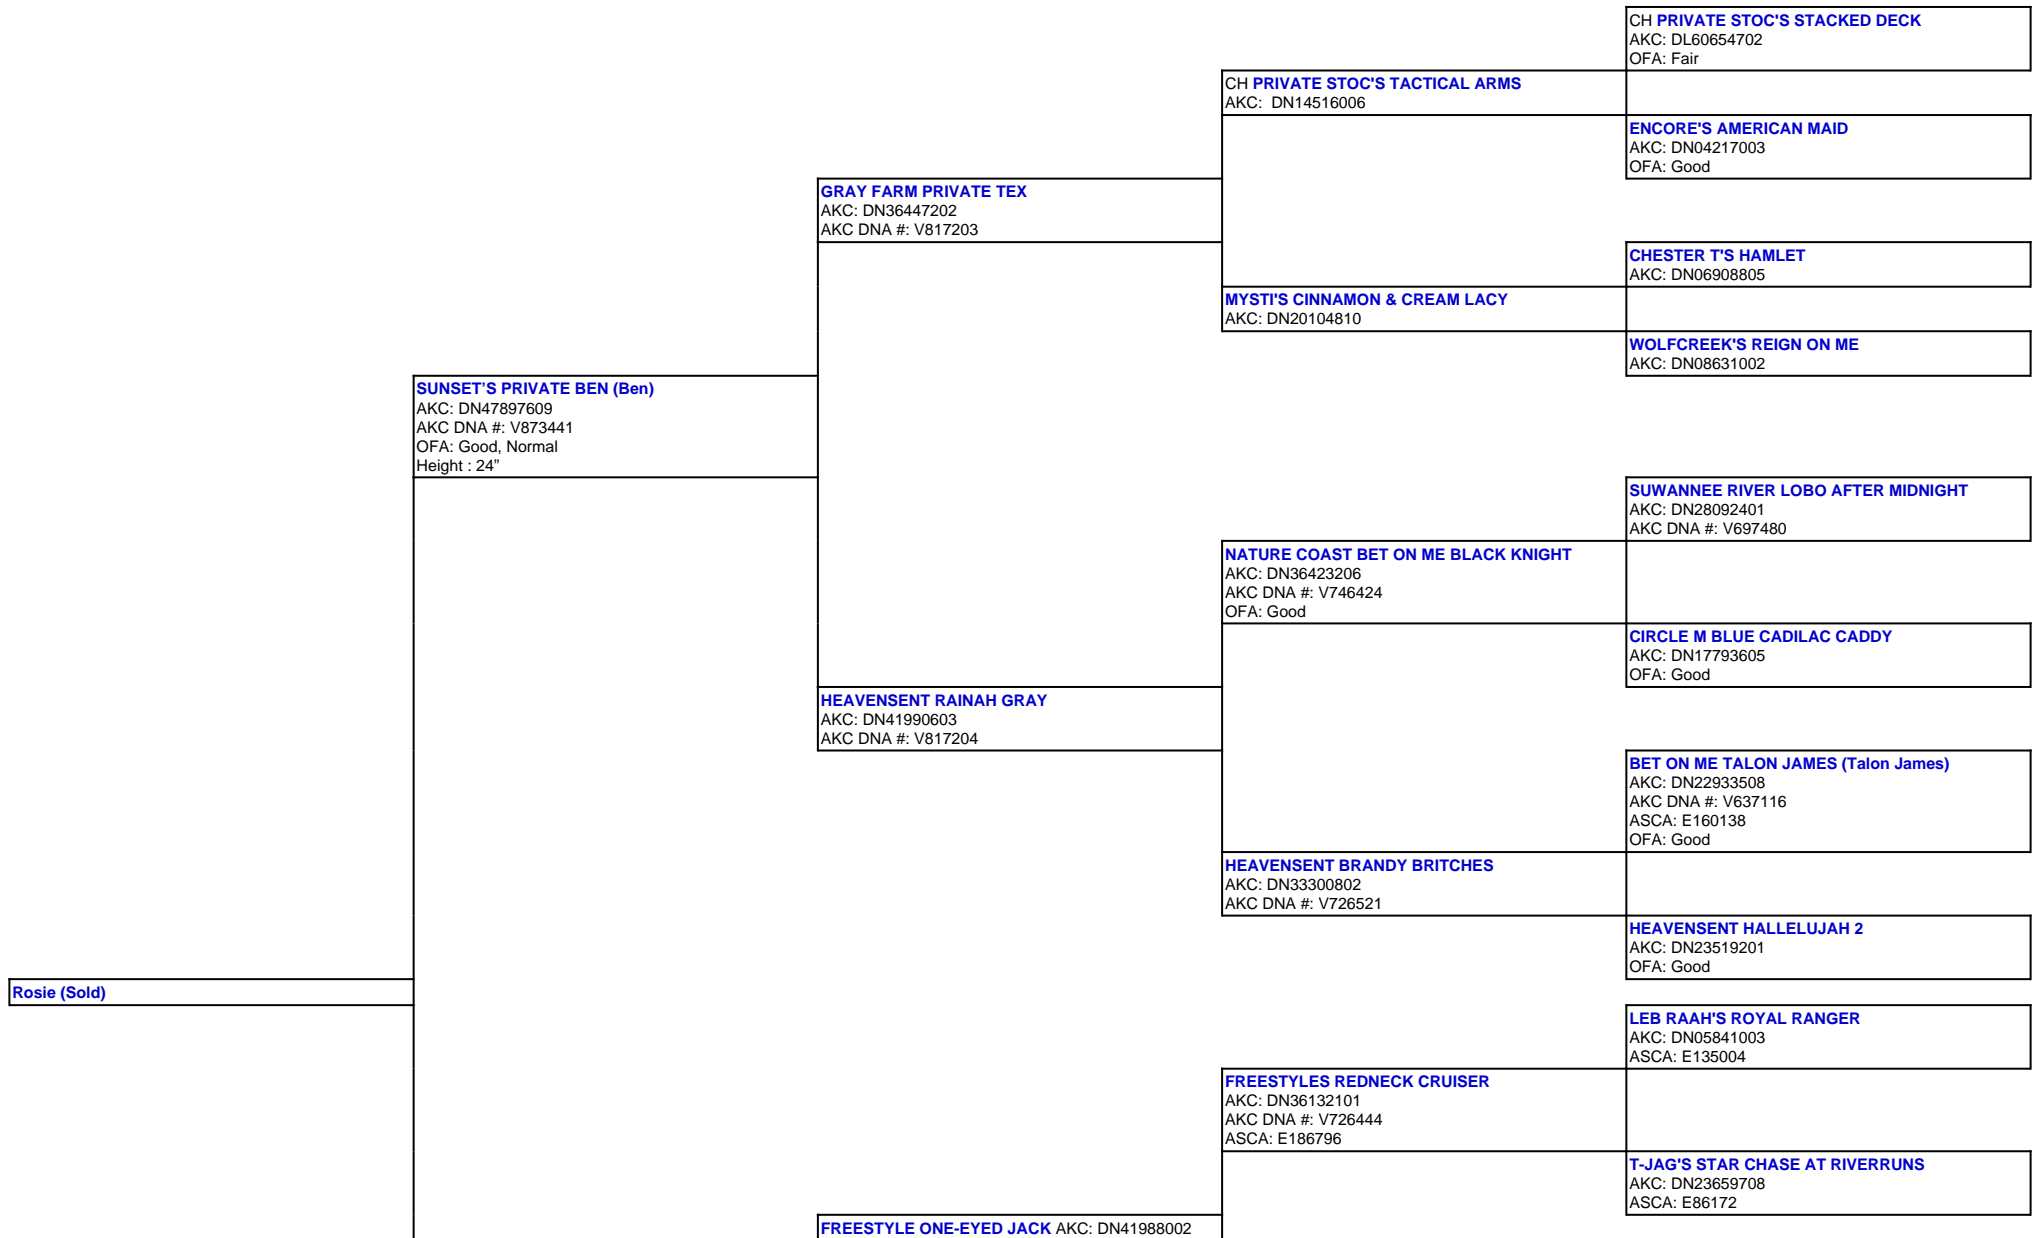 CH PRIVATE STOC'S STACKED DECK
AKC: DL60654702
OFA: Fair
CH PRIVATE STOC'S TACTICAL ARMS
AKC:  DN14516006
ENCORE'S AMERICAN MAID
AKC: DN04217003
OFA: Good
GRAY FARM PRIVATE TEX
AKC: DN36447202
AKC DNA #: V817203
CHESTER T'S HAMLET
AKC: DN06908805
MYSTI'S CINNAMON & CREAM LACY
AKC: DN20104810
WOLFCREEK'S REIGN ON ME
AKC: DN08631002
SUNSET’S PRIVATE BEN (Ben)
AKC: DN47897609
AKC DNA #: V873441
OFA: Good, Normal
Height : 24”
SUWANNEE RIVER LOBO AFTER MIDNIGHT
AKC: DN28092401
AKC DNA #: V697480
NATURE COAST BET ON ME BLACK KNIGHT
AKC: DN36423206
AKC DNA #: V746424
OFA: Good
CIRCLE M BLUE CADILAC CADDY
AKC: DN17793605
OFA: Good
HEAVENSENT RAINAH GRAY
AKC: DN41990603
AKC DNA #: V817204
BET ON ME TALON JAMES (Talon James)
AKC: DN22933508
AKC DNA #: V637116
ASCA: E160138
OFA: Good
HEAVENSENT BRANDY BRITCHES
AKC: DN33300802
AKC DNA #: V726521
HEAVENSENT HALLELUJAH 2
AKC: DN23519201
OFA: Good
Rosie (Sold)
LEB RAAH'S ROYAL RANGER
AKC: DN05841003
ASCA: E135004
FREESTYLES REDNECK CRUISER
AKC: DN36132101
AKC DNA #: V726444
ASCA: E186796
T-JAG'S STAR CHASE AT RIVERRUNS
AKC: DN23659708
ASCA: E86172
FREESTYLE ONE-EYED JACK AKC: DN41988002